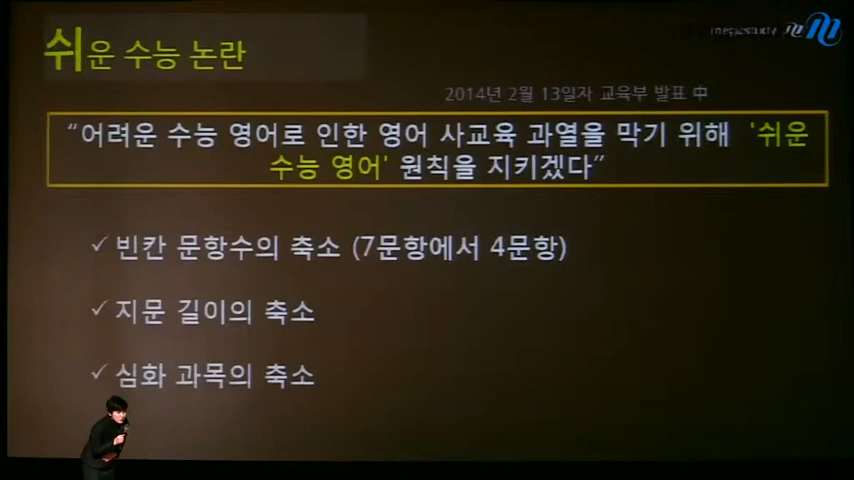 쉬운 수능 논란
megastudy
2014년 2월 13일자 교육부 발표 中
“어려운 수능 영어로 인한 영어 사교육 과열을 막기 위해 '쉬운
수능 영어' 원칙을 지키겠다”
✓ 빈칸 문항수의 축소 (7문항에서 4문항)
✓ 지문 길이의 축소
✓ 심화 과목의 축소